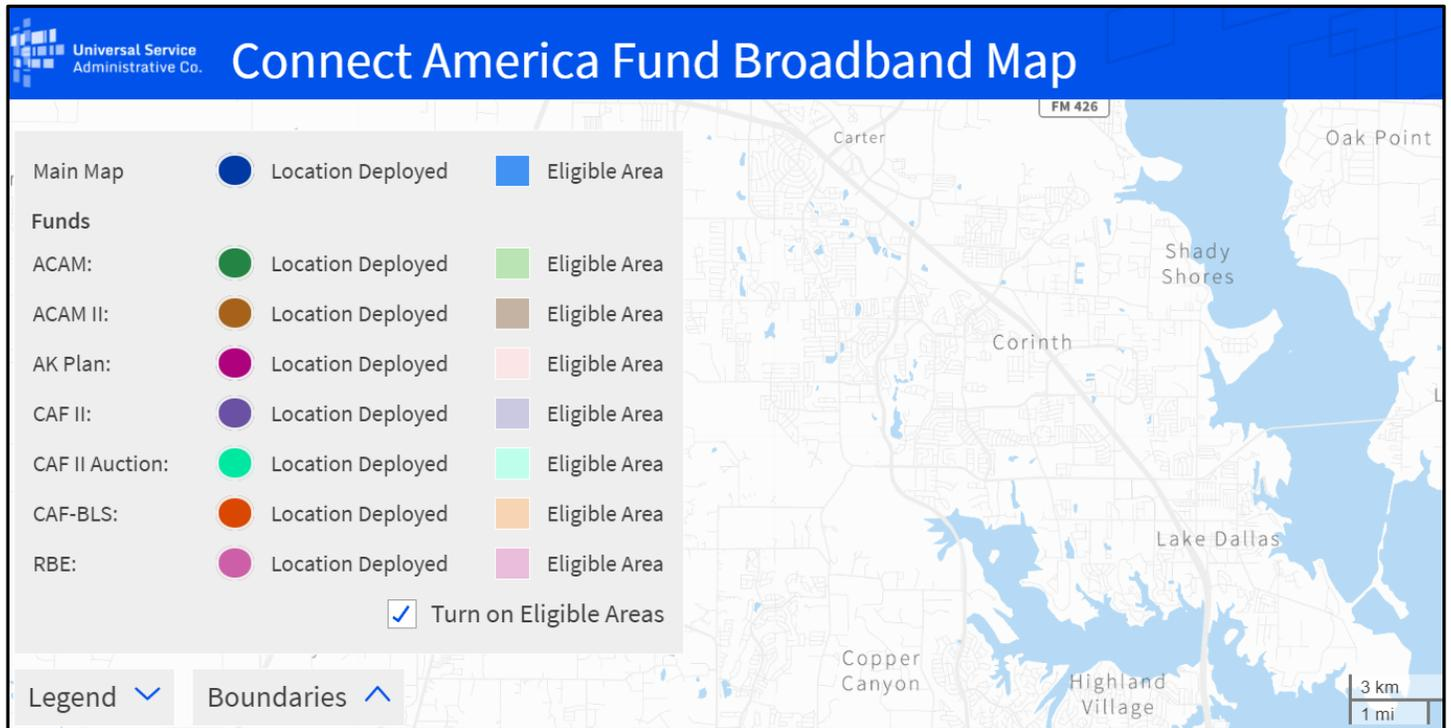 Universal Service
Administrative Co.
Connect America Fund Broadband Map
FM 426
Carter
Oak Point
Main Map Location Deployed Eligible Area
Funds
ACAM: Location Deployed Eligible Area
Shady
Shores
ACAM II: Location Deployed Eligible Area
Corinth
AK Plan: Location Deployed Eligible Area
CAF II: Location Deployed Eligible Area
CAF II Auction: Location Deployed Eligible Area
CAF-BLS: Location Deployed Eligible Area
Lake Dallas
RBE: Location Deployed Eligible Area
Turn on Eligible Areas
Copper
Canyon
Highland
Village
Legend Boundaries
3 km
1 mi